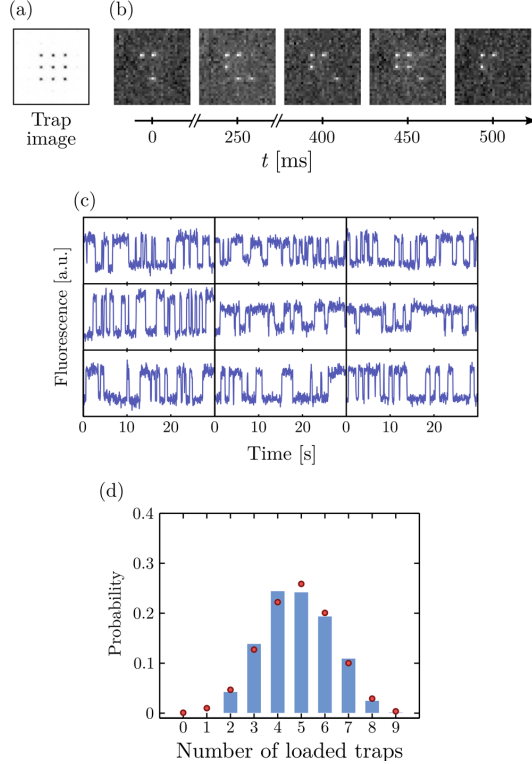 (a)
(b)
Trap
image
0
250
400
450
500
t [ms]
(c)
Fluorescence [a.u.]
0 10 20 0 10 20 0 10 20
Time [s]
(d)
0.4
0.3
0.2
0.1
0
Probability
0 1 2 3 4 5 6 7 8 9
Number of loaded traps